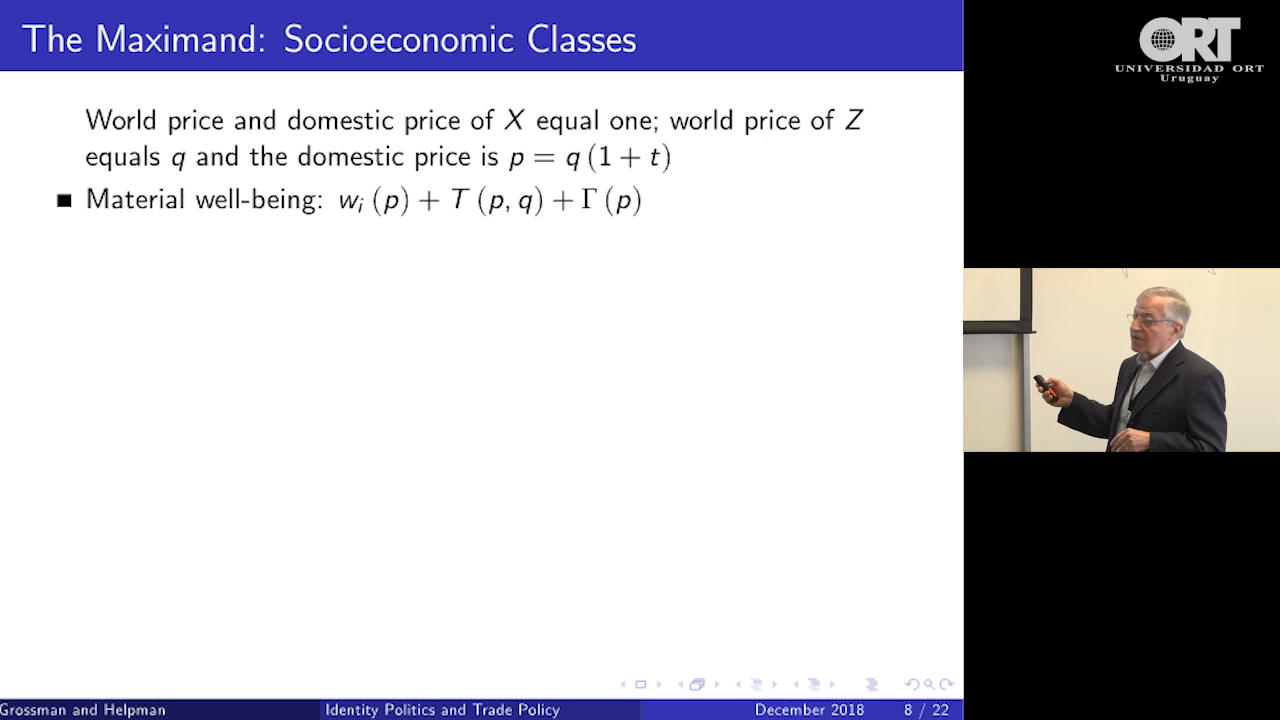 The Maximand: Socioeconomic Classes
World price and domestic price of X equal one; world price of Z
equals q and the domestic price is p = q (1 + t)
Material well-being: wᵢ (p) + T (p, q) + Γ (p)
ORT
UNIVERSIDAD ORT
Uruguay
Grossman and Helpman
Identity Politics and Trade Policy
December 2018
8 / 22